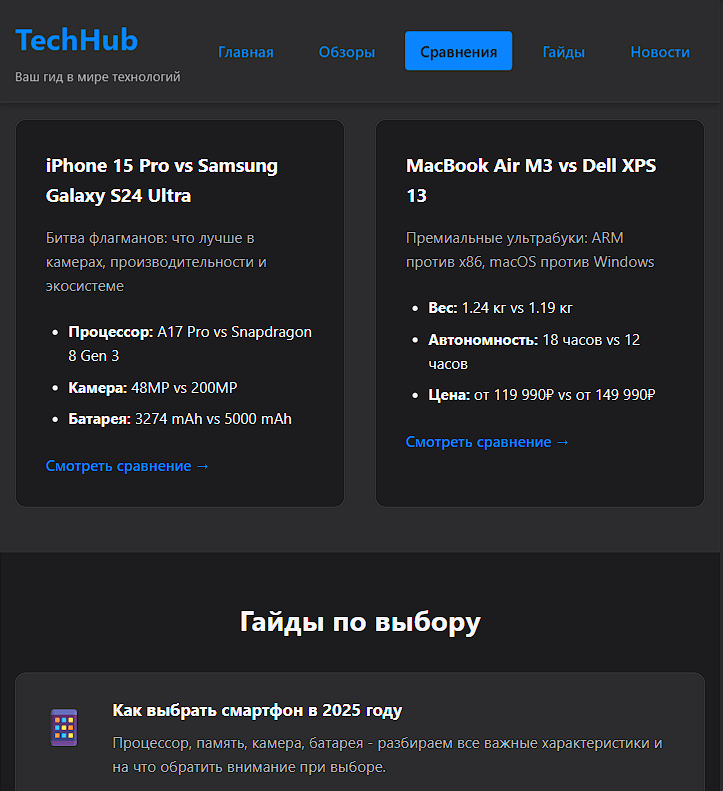 TechHub
Ваш гид в мире технологий
Главная
Обзоры
Сравнения
Гайды
Новости
iPhone 15 Pro vs Samsung
Galaxy S24 Ultra
Битва флагманов: что лучше в
камерах, производительности и
экосистеме
• Процессор: A17 Pro vs Snapdragon
8 Gen 3
• Камера: 48MP vs 200MP
• Батарея: 3274 mAh vs 5000 mAh
Смотреть сравнение →
MacBook Air M3 vs Dell XPS
13
Премиальные ультрабуки: ARM
против x86, macOS против Windows
• Вес: 1.24 кг vs 1.19 кг
• Автономность: 18 часов vs 12
часов
• Цена: от 119 990₽ vs от 149 990₽
Смотреть сравнение →
Гайды по выбору
Как выбрать смартфон в 2025 году
Процессор, память, камера, батарея - разбираем все важные характеристики и
на что обратить внимание при выборе.